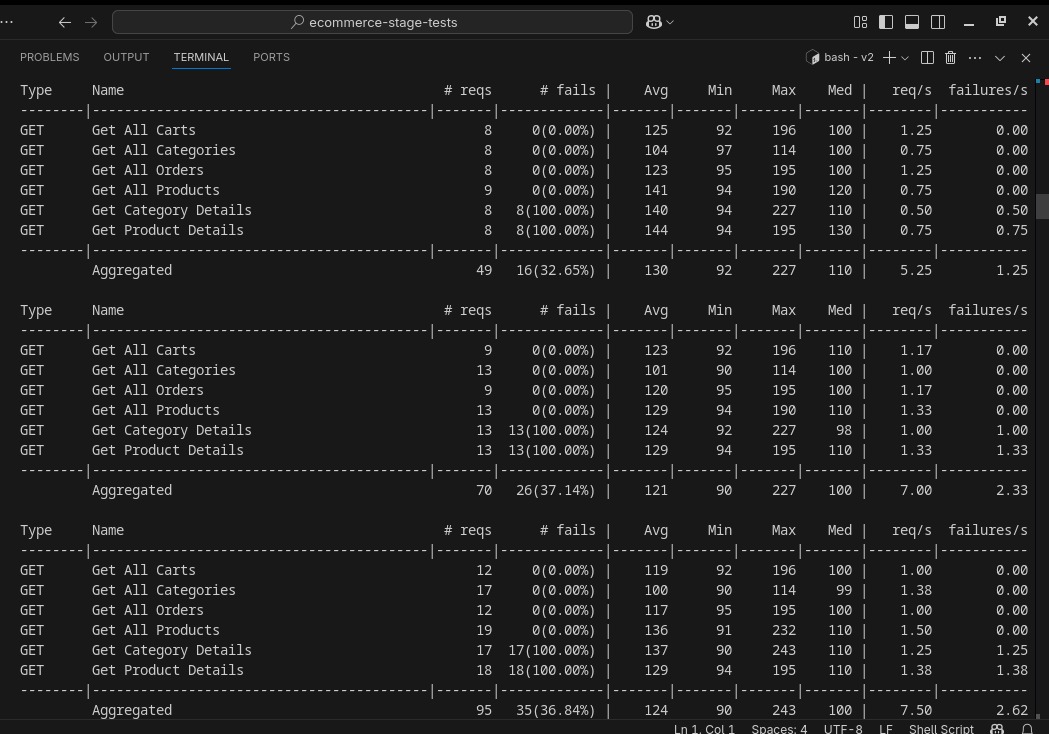 ecommerce-stage-tests
PROBLEMS OUTPUT TERMINAL PORTS bash - v2
Type Name # reqs # fails | Avg Min Max Med | req/s failures/s
--------|------------------------------------------|-------|-------------|-------|-------|-------|-------|--------|-----------
GET Get All Carts 8 0(0.00%) | 125 92 196 100 | 1.25 0.00
GET Get All Categories 8 0(0.00%) | 104 97 114 100 | 0.75 0.00
GET Get All Orders 8 0(0.00%) | 123 95 195 100 | 1.25 0.00
GET Get All Products 9 0(0.00%) | 141 94 190 120 | 0.75 0.00
GET Get Category Details 8 8(100.00%) | 140 94 227 110 | 0.50 0.50
GET Get Product Details 8 8(100.00%) | 144 94 195 130 | 0.75 0.75
--------|------------------------------------------|-------|-------------|-------|-------|-------|-------|--------|-----------
Aggregated 49 16(32.65%) | 130 92 227 110 | 5.25 1.25
Type Name # reqs # fails | Avg Min Max Med | req/s failures/s
--------|------------------------------------------|-------|-------------|-------|-------|-------|-------|--------|-----------
GET Get All Carts 9 0(0.00%) | 123 92 196 110 | 1.17 0.00
GET Get All Categories 13 0(0.00%) | 101 90 114 100 | 1.00 0.00
GET Get All Orders 9 0(0.00%) | 120 95 195 100 | 1.17 0.00
GET Get All Products 13 0(0.00%) | 129 94 190 110 | 1.33 0.00
GET Get Category Details 13 13(100.00%) | 124 92 227 98 | 1.00 1.00
GET Get Product Details 13 13(100.00%) | 129 94 195 110 | 1.33 1.33
--------|------------------------------------------|-------|-------------|-------|-------|-------|-------|--------|-----------
Aggregated 70 26(37.14%) | 121 90 227 100 | 7.00 2.33
Type Name # reqs # fails | Avg Min Max Med | req/s failures/s
--------|------------------------------------------|-------|-------------|-------|-------|-------|-------|--------|-----------
GET Get All Carts 12 0(0.00%) | 119 92 196 100 | 1.00 0.00
GET Get All Categories 17 0(0.00%) | 100 90 114 99 | 1.38 0.00
GET Get All Orders 12 0(0.00%) | 117 95 195 100 | 1.00 0.00
GET Get All Products 19 0(0.00%) | 136 91 232 110 | 1.50 0.00
GET Get Category Details 17 17(100.00%) | 137 90 243 110 | 1.25 1.25
GET Get Product Details 18 18(100.00%) | 129 94 195 110 | 1.38 1.38
--------|------------------------------------------|-------|-------------|-------|-------|-------|-------|--------|-----------
Aggregated 95 35(36.84%) | 124 90 243 100 | 7.50 2.62
Ln 1, Col 1 Spaces: 4 UTF-8 LF Shell Script